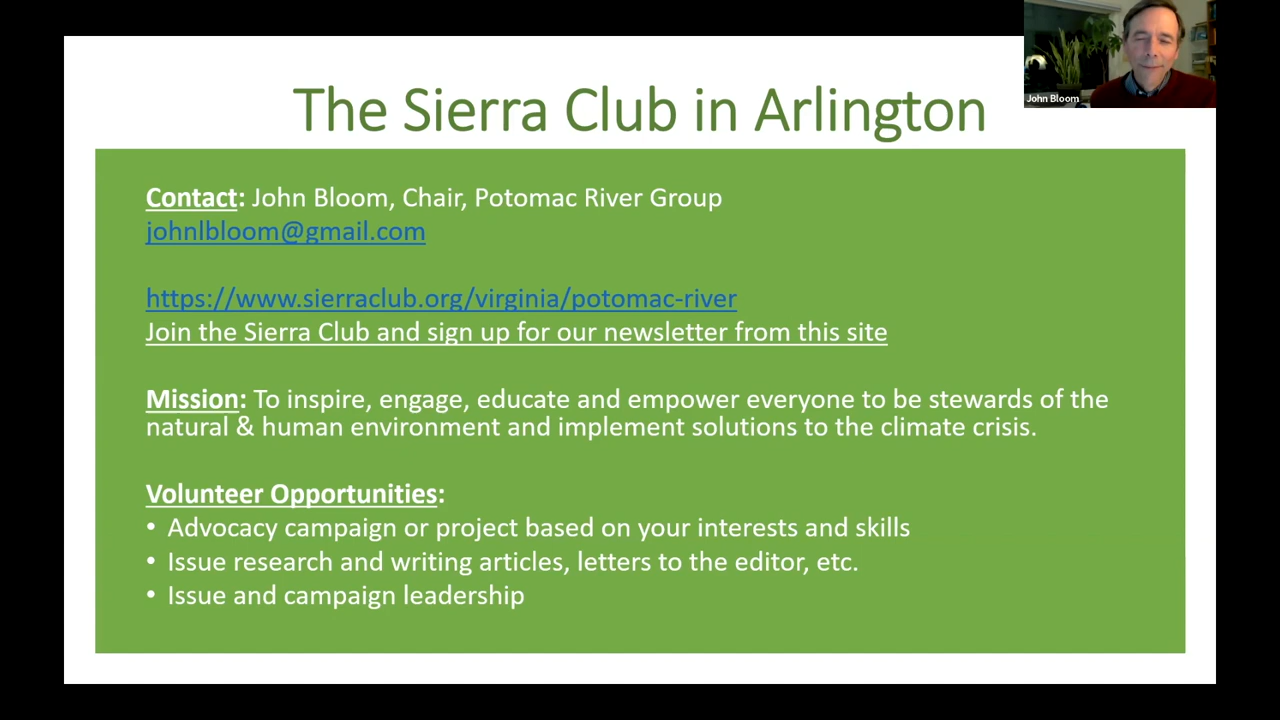 The Sierra Club in Arlington
John Bloom
Contact: John Bloom, Chair, Potomac River Group
johnlbloom@gmail.com
https://www.sierraclub.org/virginia/potomac-river
Join the Sierra Club and sign up for our newsletter from this site
Mission: To inspire, engage, educate and empower everyone to be stewards of the
natural & human environment and implement solutions to the climate crisis.
Volunteer Opportunities:
• Advocacy campaign or project based on your interests and skills
• Issue research and writing articles, letters to the editor, etc.
• Issue and campaign leadership